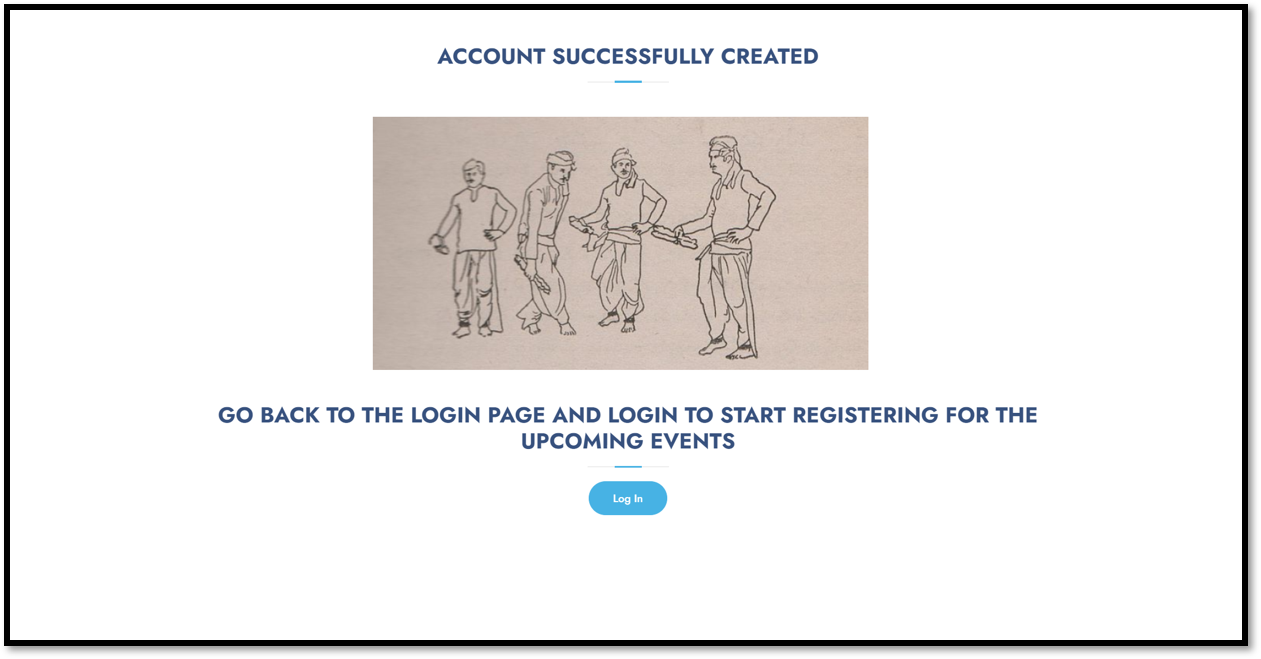 ACCOUNT SUCCESSFULLY CREATED
GO BACK TO THE LOGIN PAGE AND LOGIN TO START REGISTERING FOR THE
UPCOMING EVENTS
Log In